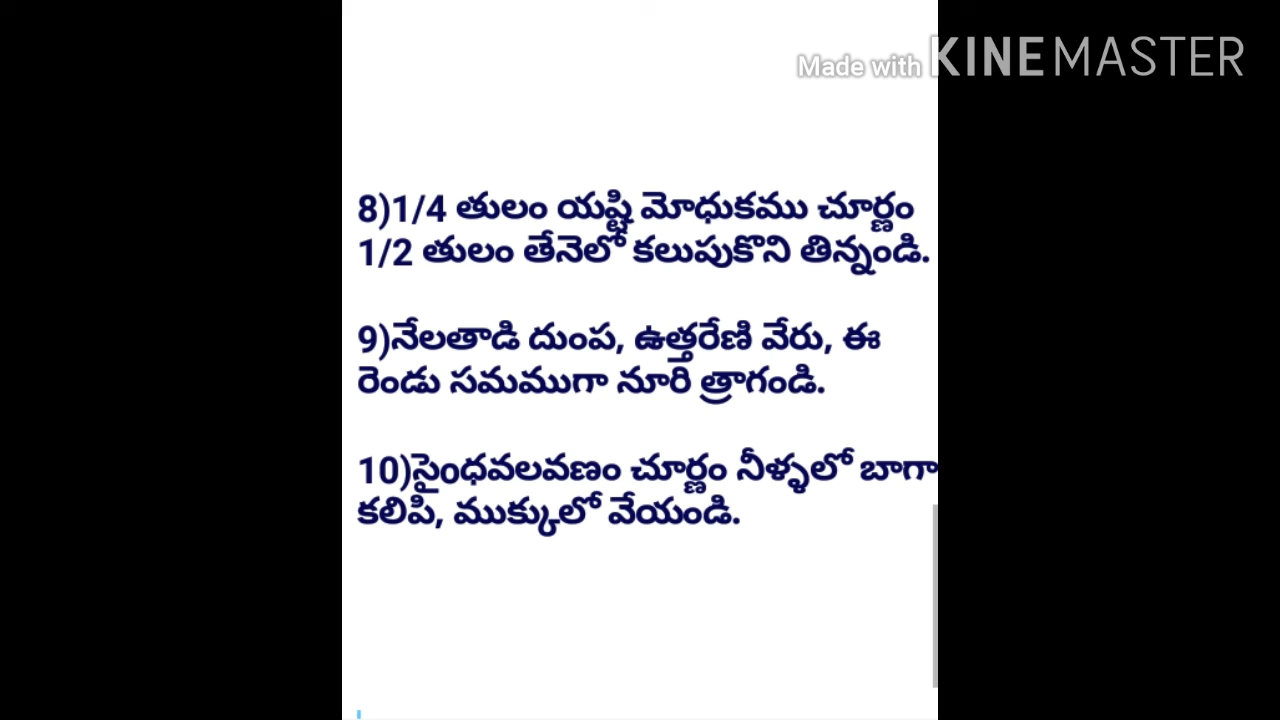 Made with KINEMASTER
8)1/4 తులం యష్టి మోధుకము చూర్ణం
1/2 తులం తేనెలో కలుపుకొని తిన్నండి.
9)నేలతాడి దుంప, ఉత్తరేణి వేరు, ఈ
రెండు సమముగా నూరి త్రాగండి.
10)సైంధవలవణం చూర్ణం నీళ్ళలో బాగా
కలిపి, ముక్కులో వేయండి.